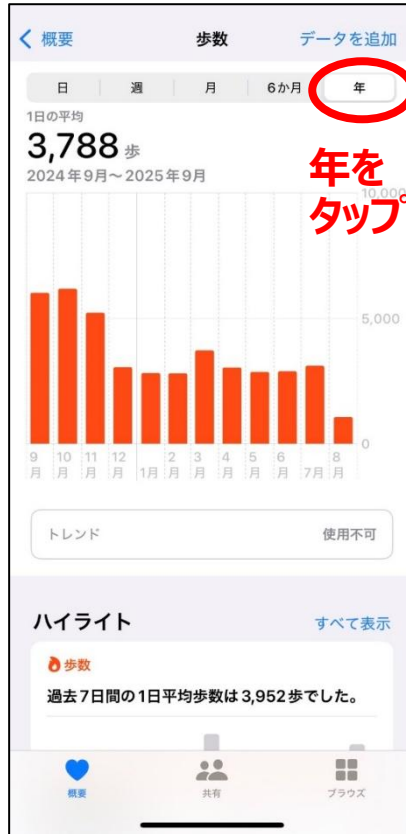 概要
歩数
データを追加
日
週
月
6か月
年
1日の平均
3,788 歩
2024年9月～2025年9月
年を
タップ
10,000
5,000
0
9月
10月
11月
12月
1月
2月
3月
4月
5月
6月
7月
8月
トレンド
使用不可
ハイライト
すべて表示
歩数
過去7日間の1日平均歩数は3,952歩でした。
概要
共有
ブラウズ